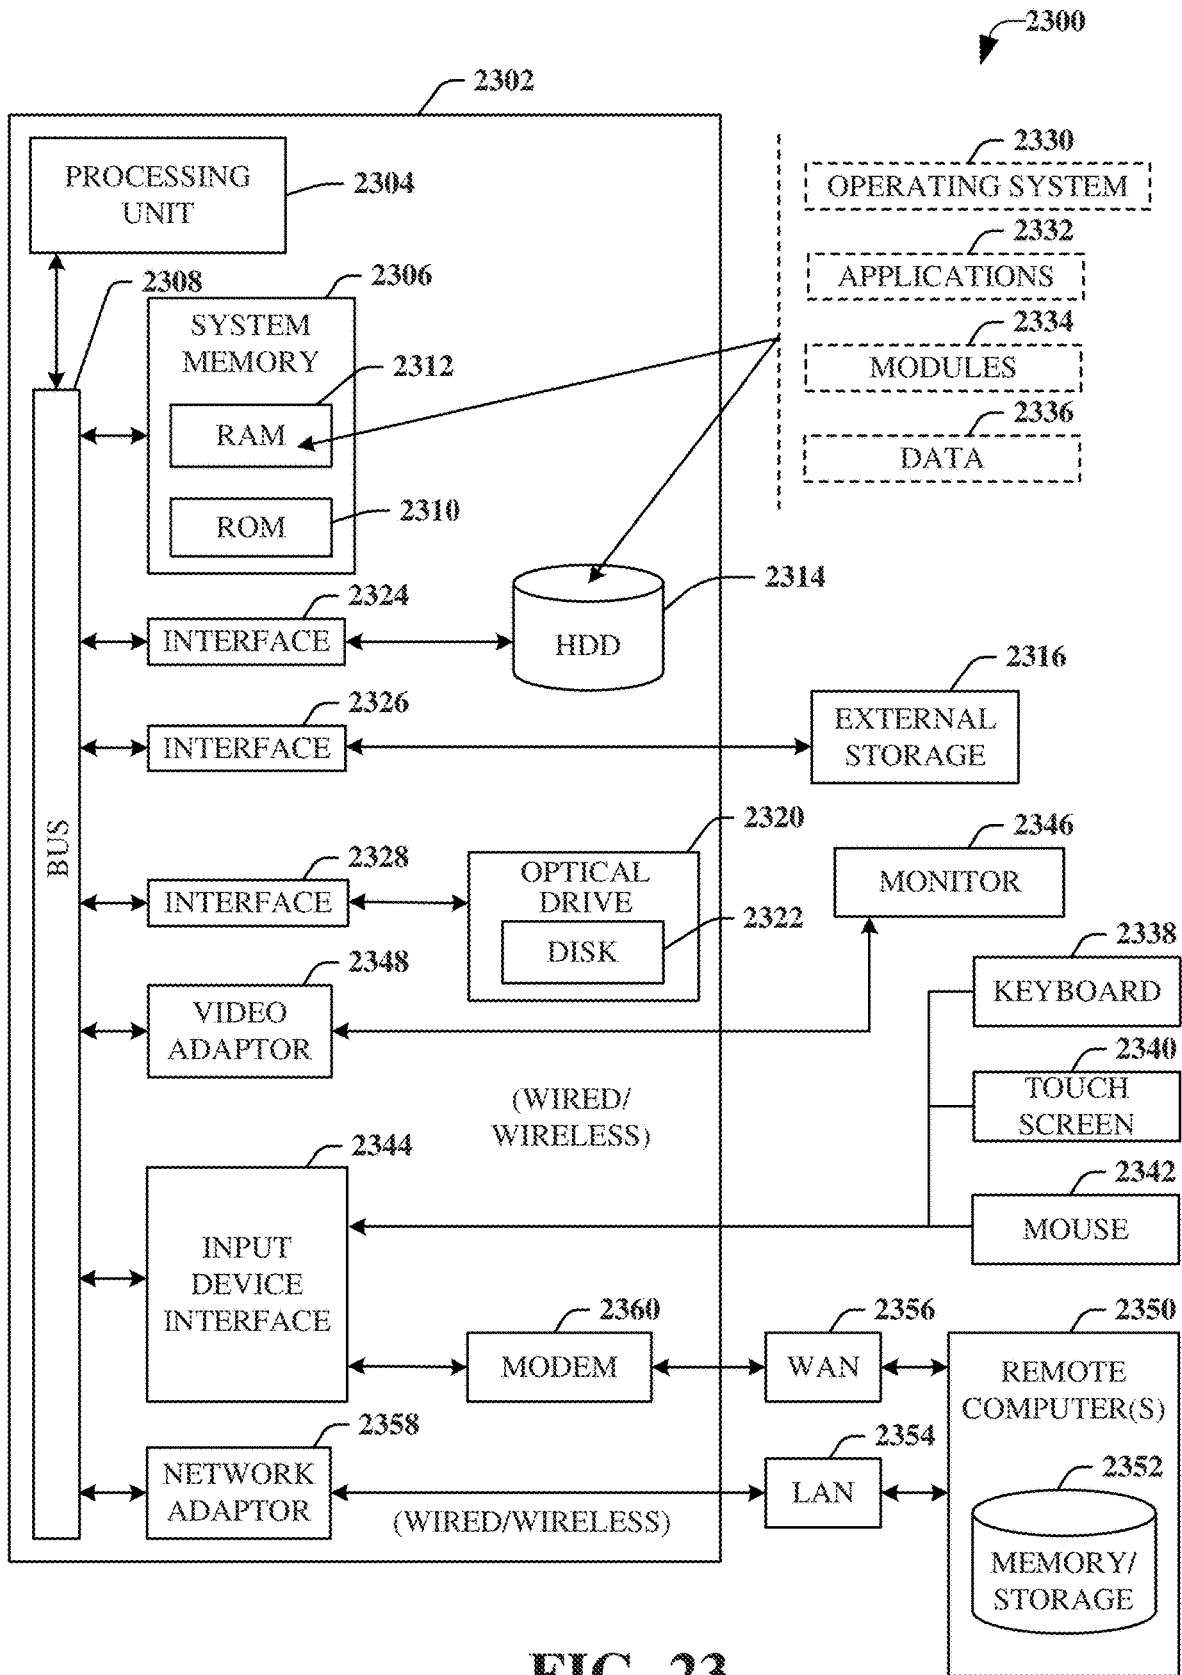 2300
2302
PROCESSING
UNIT
2304
2330
OPERATING SYSTEM
2332
APPLICATIONS
2334
MODULES
2336
DATA
2308
2306
SYSTEM
MEMORY
2312
RAM
2310
ROM
2324
INTERFACE
2314
HDD
2326
INTERFACE
2316
EXTERNAL
STORAGE
BUS
2328
INTERFACE
2320
OPTICAL
DRIVE
2322
DISK
2346
MONITOR
2348
VIDEO
ADAPTOR
2338
KEYBOARD
2340
TOUCH
SCREEN
2342
MOUSE
(WIRED/
WIRELESS)
2344
INPUT
DEVICE
INTERFACE
2360
MODEM
2356
WAN
2350
REMOTE
COMPUTER(S)
2358
NETWORK
ADAPTOR
(WIRED/WIRELESS)
2354
LAN
2352
MEMORY/
STORAGE
FIG. 23